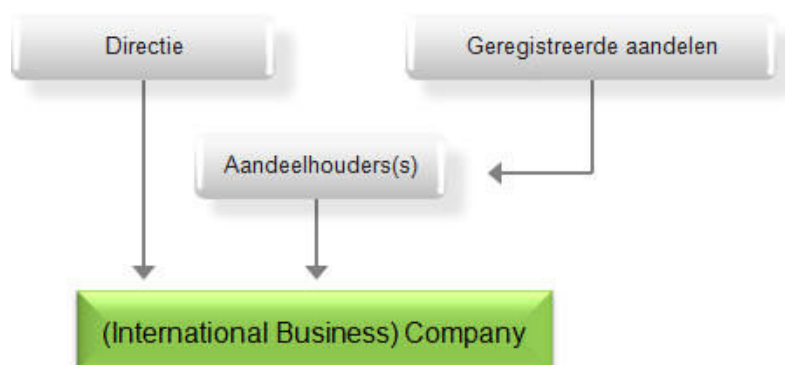 Directie
Geregistreerde aandelen
Aandeelhouders(s)
(International Business) Company